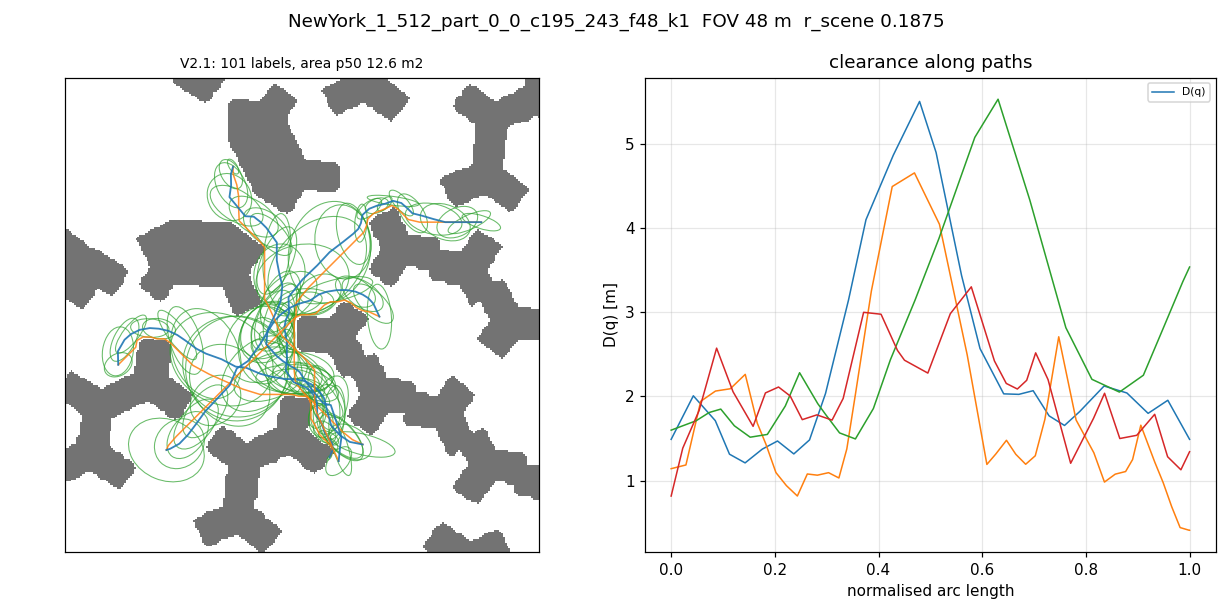 NewYork_1_512_part_0_0_c195_243_f48_k1  FOV 48 m  r_scene 0.1875
V2.1: 101 labels, area p50 12.6 m2
clearance along paths
D(q)
5
4
3
2
1
D(q) [m]
0.0 0.2 0.4 0.6 0.8 1.0
normalised arc length